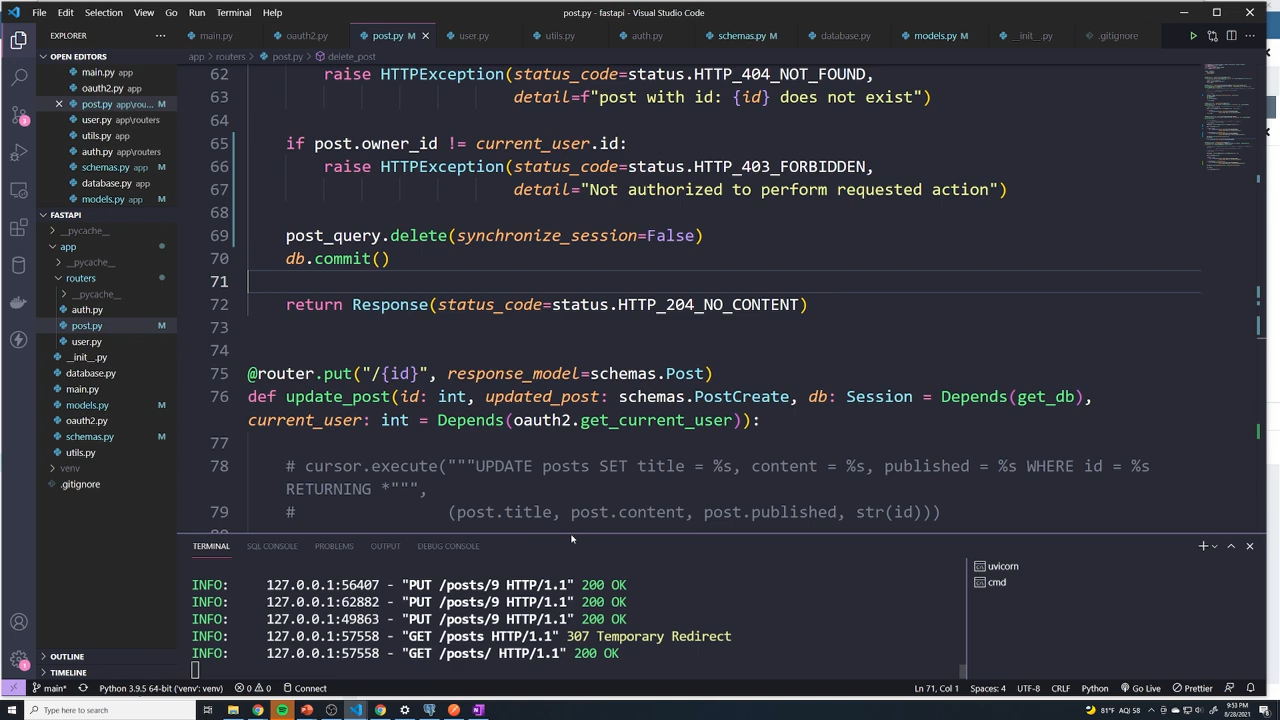 File Edit Selection View Go Run Terminal Help post.py - fastapi - Visual Studio Code
EXPLORER main.py oauth2.py post.py M user.py utils.py auth.py schemas.py M database.py models.py M __init__.py .gitignore
OPEN EDITORS
main.py app
oauth2.py app
post.py app\rou... M
user.py app\routers
utils.py app
auth.py app\routers
schemas.py app M
database.py app
models.py app M
FASTAPI
__pycache__
app
__pycache__
routers
__pycache__
auth.py
post.py M
user.py
__init__.py
database.py
main.py
models.py M
oauth2.py
schemas.py M
utils.py
venv
.gitignore
OUTLINE
TIMELINE
app > routers > post.py > delete_post
62 raise HTTPException(status_code=status.HTTP_404_NOT_FOUND,
63 detail=f"post with id: {id} does not exist")
64
65 if post.owner_id != current_user.id:
66 raise HTTPException(status_code=status.HTTP_403_FORBIDDEN,
67 detail="Not authorized to perform requested action")
68
69 post_query.delete(synchronize_session=False)
70 db.commit()
71
72 return Response(status_code=status.HTTP_204_NO_CONTENT)
73
74
75 @router.put("/{id}", response_model=schemas.Post)
76 def update_post(id: int, updated_post: schemas.PostCreate, db: Session = Depends(get_db),
current_user: int = Depends(oauth2.get_current_user)):
77
78 # cursor.execute("""UPDATE posts SET title = %s, content = %s, published = %s WHERE id = %s
RETURNING *""",
79 # (post.title, post.content, post.published, str(id)))
TERMINAL SQL CONSOLE PROBLEMS OUTPUT DEBUG CONSOLE
INFO: 127.0.0.1:56407 - "PUT /posts/9 HTTP/1.1" 200 OK
INFO: 127.0.0.1:62882 - "PUT /posts/9 HTTP/1.1" 200 OK
INFO: 127.0.0.1:49863 - "PUT /posts/9 HTTP/1.1" 200 OK
INFO: 127.0.0.1:57558 - "GET /posts HTTP/1.1" 307 Temporary Redirect
INFO: 127.0.0.1:57558 - "GET /posts/ HTTP/1.1" 200 OK
uvicorn
cmd
main* Python 3.9.5 64-bit ('venv': venv) 0 0 Connect Ln 71, Col 1 Spaces: 4 UTF-8 CRLF Python Go Live Prettier
Type here to search 81°F AQI 58 9:53 PM
8/28/2021